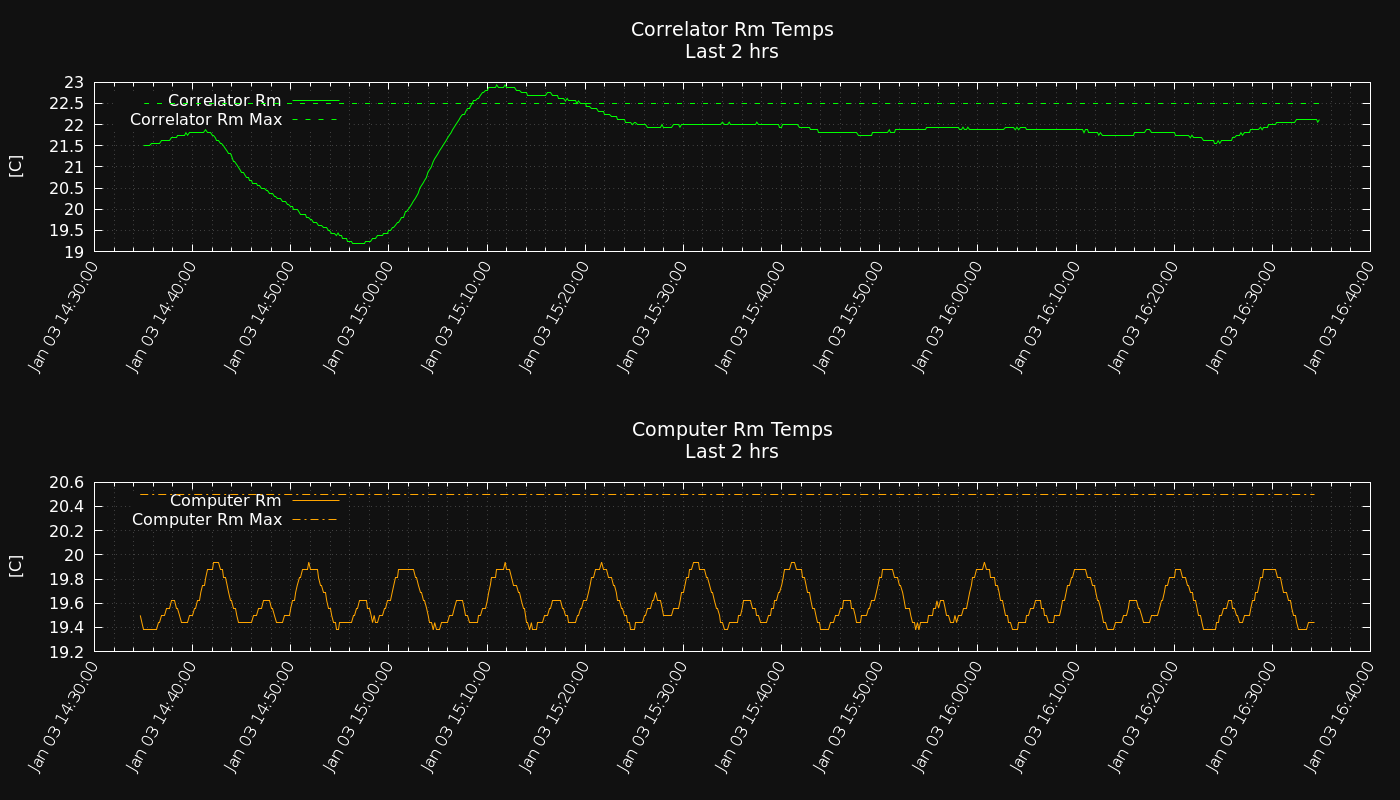 Correlator Rm Temps
Last 2 hrs
23
22.5
22
21.5
21
20.5
20
19.5
19
[C]
Correlator Rm
Correlator Rm Max
Jan 03 14:30:00
Jan 03 14:40:00
Jan 03 14:50:00
Jan 03 15:00:00
Jan 03 15:10:00
Jan 03 15:20:00
Jan 03 15:30:00
Jan 03 15:40:00
Jan 03 15:50:00
Jan 03 16:00:00
Jan 03 16:10:00
Jan 03 16:20:00
Jan 03 16:30:00
Jan 03 16:40:00
Computer Rm Temps
Last 2 hrs
20.6
20.4
20.2
20
19.8
19.6
19.4
19.2
[C]
Computer Rm
Computer Rm Max
Jan 03 14:30:00
Jan 03 14:40:00
Jan 03 14:50:00
Jan 03 15:00:00
Jan 03 15:10:00
Jan 03 15:20:00
Jan 03 15:30:00
Jan 03 15:40:00
Jan 03 15:50:00
Jan 03 16:00:00
Jan 03 16:10:00
Jan 03 16:20:00
Jan 03 16:30:00
Jan 03 16:40:00